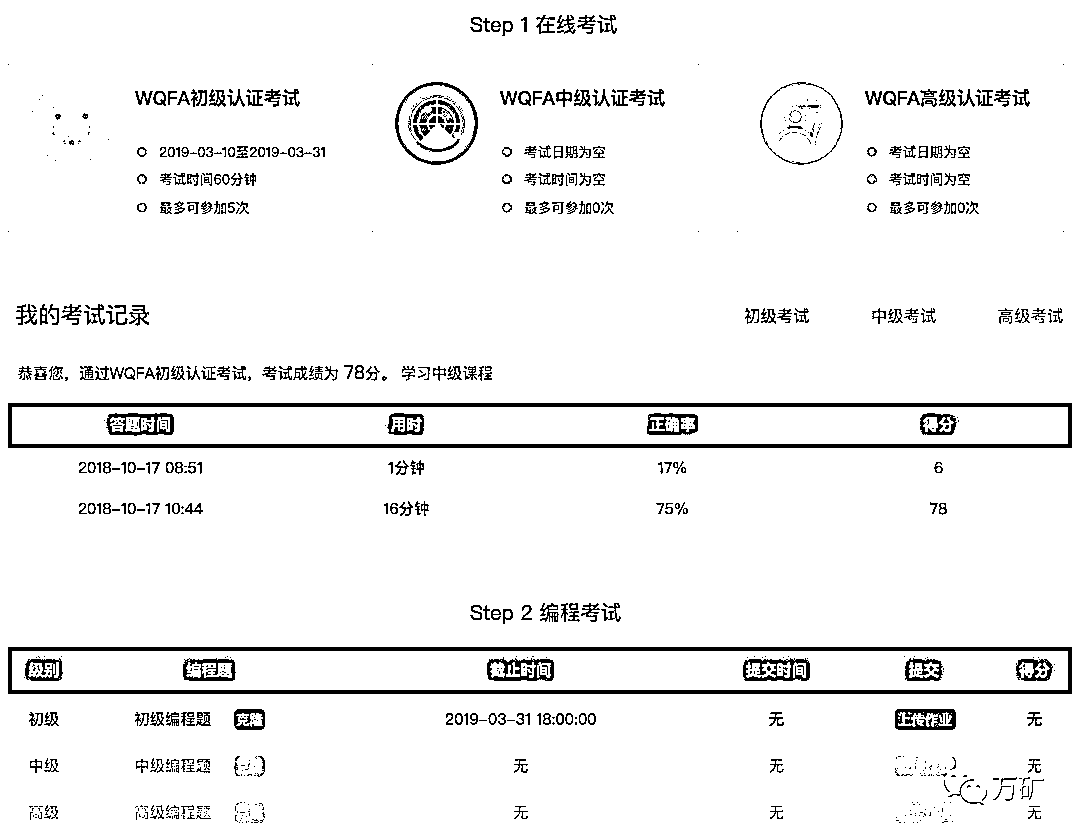 Step 1 在线考试
WQFA初级认证考试
2019-03-10至2019-03-31
考试时间60分钟
最多可参加5次
WQFA中级认证考试
考试日期为空
考试时间为空
最多可参加0次
WQFA高级认证考试
考试日期为空
考试时间为空
最多可参加0次
我的考试记录 初级考试 中级考试 高级考试
恭喜您，通过WQFA初级认证考试，考试成绩为 78分。 学习中级课程
答题时间 用时 正确率 得分
2018-10-17 08:51 1分钟 17% 6
2018-10-17 10:44 16分钟 75% 78
Step 2 编程考试
级别 编程题 截止时间 提交时间 提交 得分
初级 初级编程题 克隆 2019-03-31 18:00:00 无 上传作业 无
中级 中级编程题 无 无 无
高级 高级编程题 无 无 无
万矿